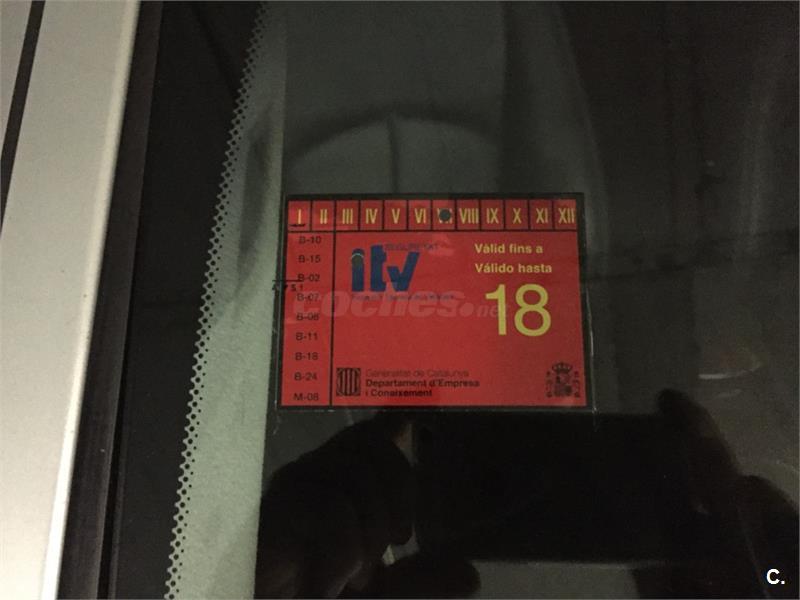 I II III IV V VI VIII IX X XI XII
B-10
B-15
B-02
B-07
B-08
B-11
B-18
B-24
M-08
SEGURETAT
itv
Vàlid fins a
Válido hasta
18
coches.net
Generalitat de Catalunya
Departament d'Empresa
i Coneixement
C.